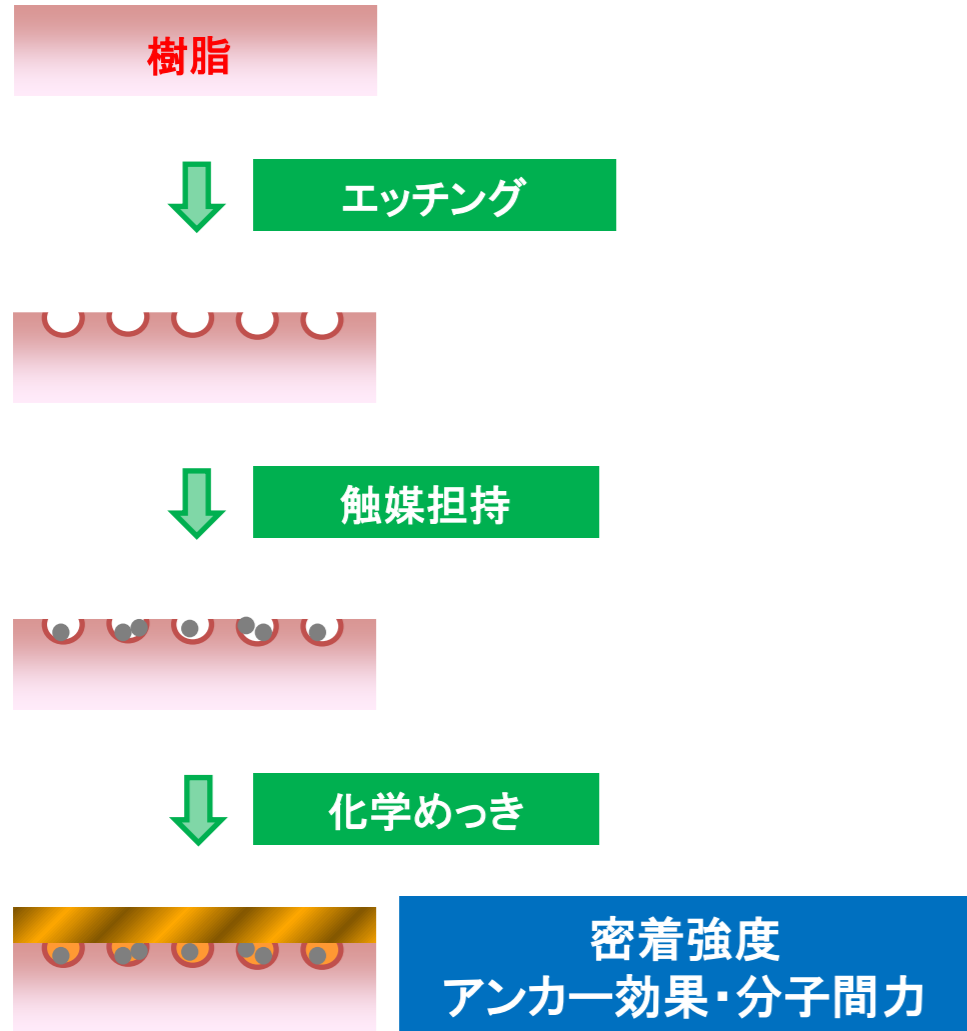 樹脂
エッチング
触媒担持
化学めっき
密着強度
アンカー効果・分子間力